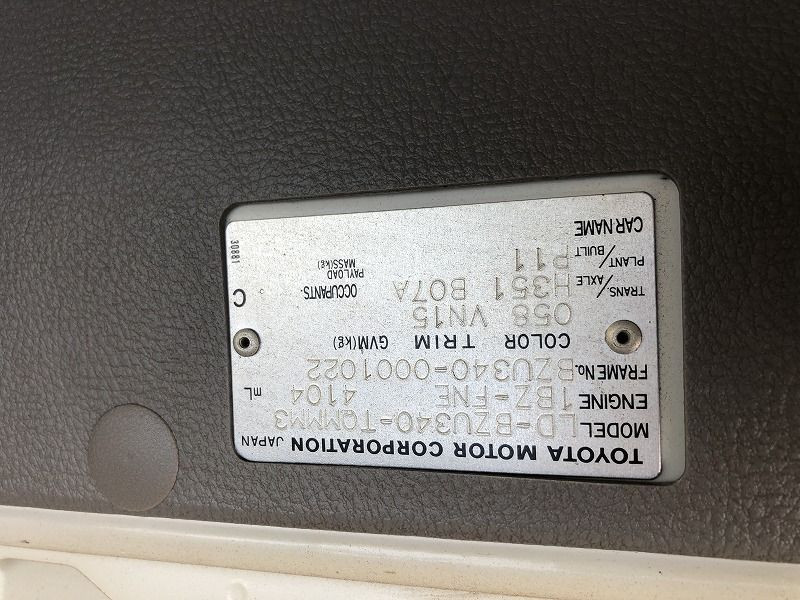 TOYOTA MOTOR CORPORATION JAPAN
MODEL LD-BZU340-TQMMM3
ENGINE 1BZ-FNE 4104 mL
FRAME No. BZU340-0001022
COLOR TRIM GVM(kg)
058 VN15
TRANS./AXLE H351 B07A OCCUPANTS. C
PLANT/BUILT P11 PAYLOAD MASS(kg)
CAR NAME
30881